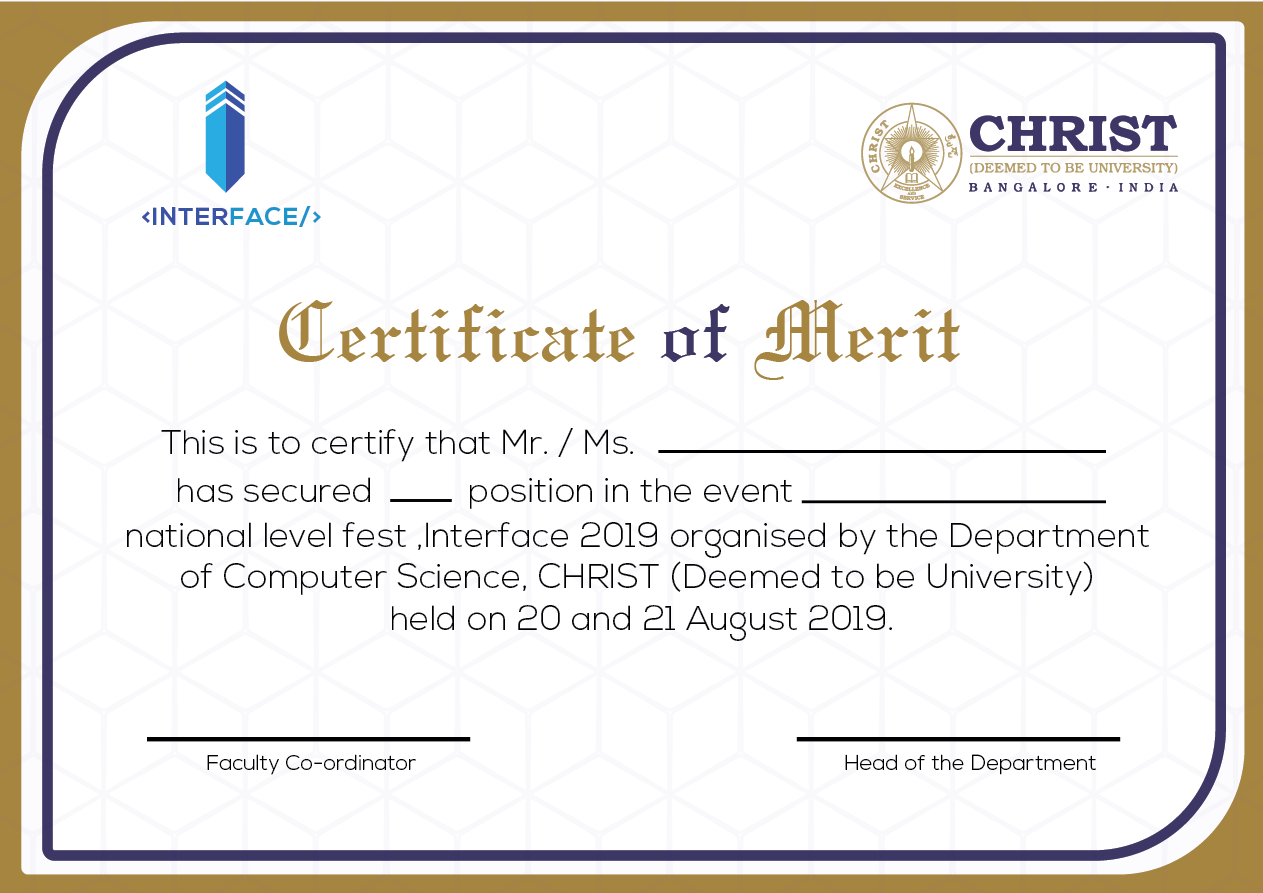 <INTERFACE/>
CHRIST
EXCELLENCE
AND
SERVICE
CHRIST
(DEEMED TO BE UNIVERSITY)
BANGALORE · INDIA
Certificate of Merit
This is to certify that Mr. / Ms.
has secured position in the event
national level fest ,Interface 2019 organised by the Department
of Computer Science, CHRIST (Deemed to be University)
held on 20 and 21 August 2019.
Faculty Co-ordinator
Head of the Department